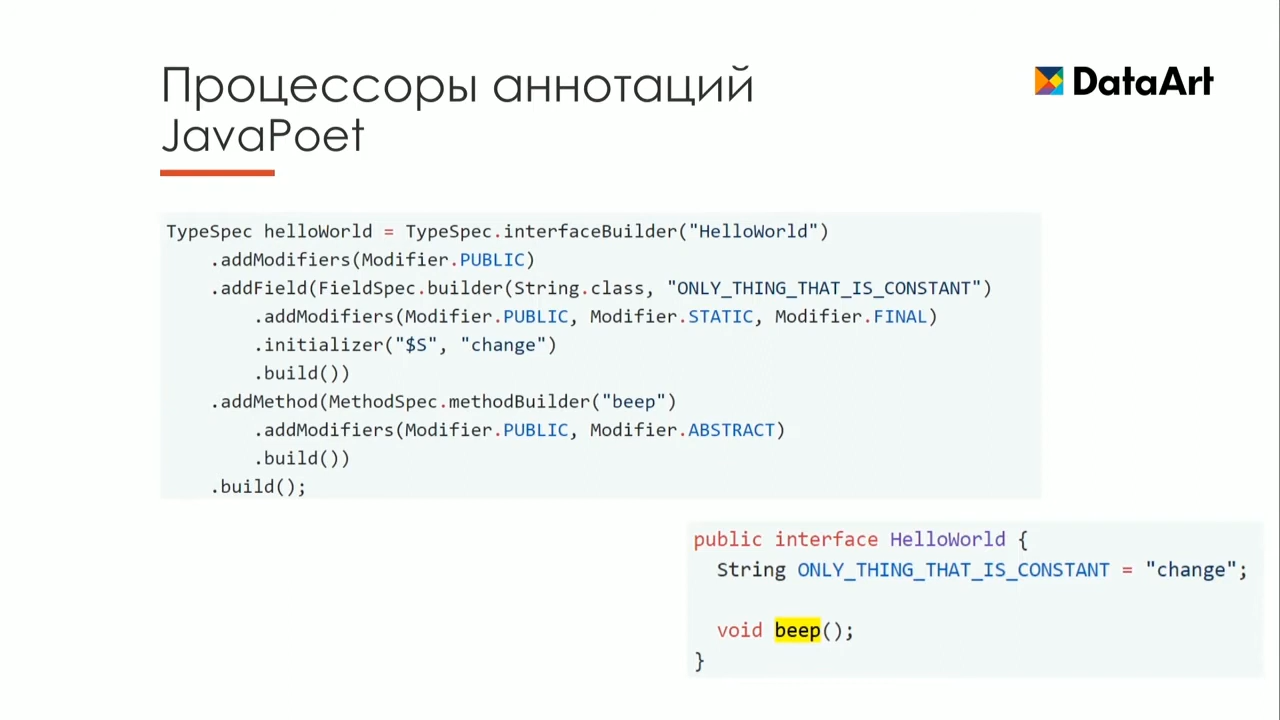 Процессоры аннотаций
JavaPoet
DataArt
TypeSpec helloWorld = TypeSpec.interfaceBuilder("HelloWorld")
    .addModifiers(Modifier.PUBLIC)
    .addField(FieldSpec.builder(String.class, "ONLY_THING_THAT_IS_CONSTANT")
        .addModifiers(Modifier.PUBLIC, Modifier.STATIC, Modifier.FINAL)
        .initializer("$S", "change")
        .build())
    .addMethod(MethodSpec.methodBuilder("beep")
        .addModifiers(Modifier.PUBLIC, Modifier.ABSTRACT)
        .build())
    .build();
public interface HelloWorld {
  String ONLY_THING_THAT_IS_CONSTANT = "change";
  void beep();
}